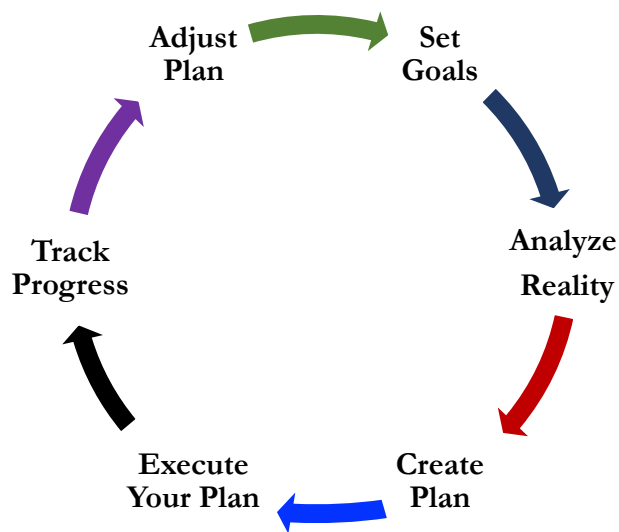 Adjust
Plan
Set
Goals
Analyze
Reality
Create
Plan
Execute
Your Plan
Track
Progress